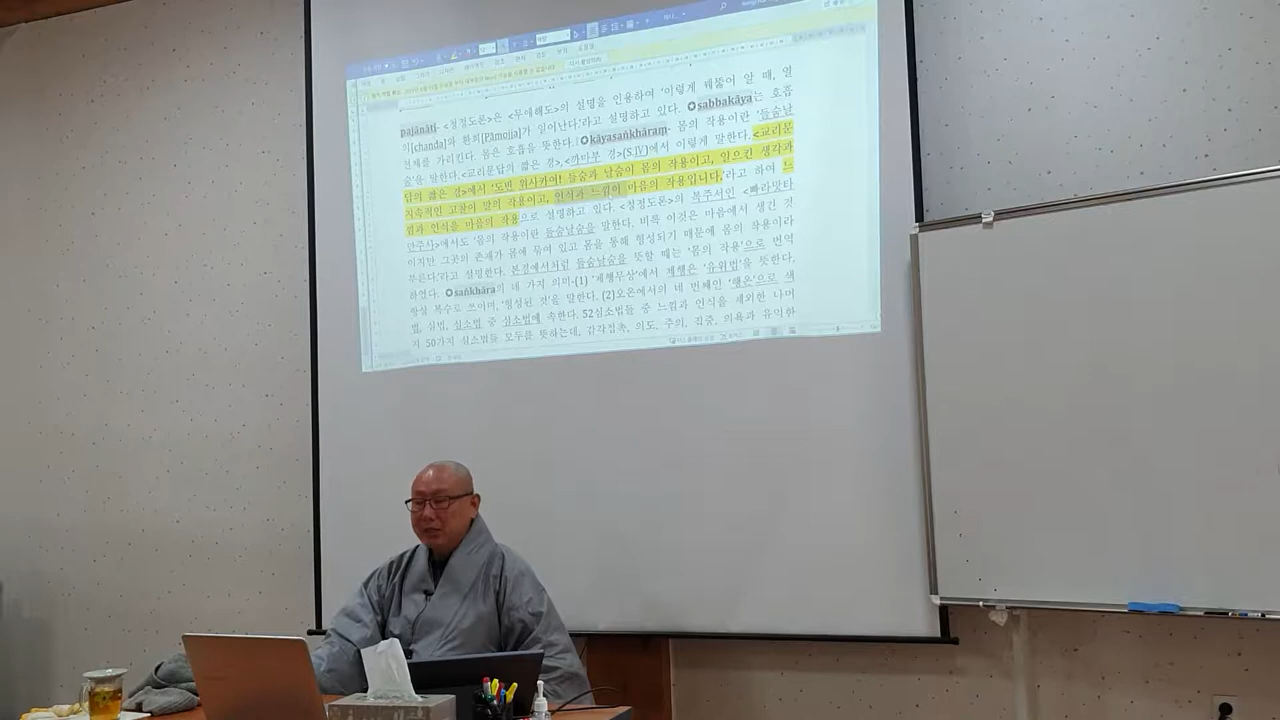 pajānāti- <청정도론>은 <무애해도>의 설명을 인용하여 '이렇게 꿰뚫어 알 때, 열
의[chanda]와 환희[Pāmojja]가 일어난다'라고 설명하고 있다. ✪sabbakāya는 호흡
전체를 가리킨다. 몸은 호흡을 뜻한다. ✪kāyasaṅkhāraṃ- 몸의 작용이란 '들숨날
숨'을 말한다.<교리문답의 짧은 경>,<까마부 경>(S.IV)에서 이렇게 말한다. <교리문
답의 짧은 경>에서 '도반 위사카여! 들숨과 날숨이 몸의 작용이고, 일으킨 생각과
지속적인 고찰이 말의 작용이고, 인식과 느낌이 마음의 작용입니다.'라고 하여 느
낌과 인식을 마음의 작용으로 설명하고 있다. <청정도론>의 복주서인 <빠라맛타
만주사>에서도 '몸의 작용이란 들숨날숨을 말한다. 비록 이것은 마음에서 생긴 것
이지만 그것의 존재가 몸에 묶여 있고 몸을 통해 형성되기 때문에 몸의 작용이라
부른다'라고 설명한다. 본경에서처럼 들숨날숨을 뜻할 때는 '몸의 작용'으로 번역
하였다. ✪saṅkhāra의 네 가지 의미-(1) '제행무상'에서 제행은 '유위법'을 뜻한다.
항상 복수로 쓰이며, '형성된 것'을 말한다. (2)오온에서의 네 번째인 '행온'으로 색
법, 심법, 심소법 중 심소법에 속한다. 52심소법들 중 느낌과 인식을 제외한 나머
지 50가지 심소법들 모두를 뜻하는데, 감각접촉, 의도, 주의, 집중, 의욕과 유익한